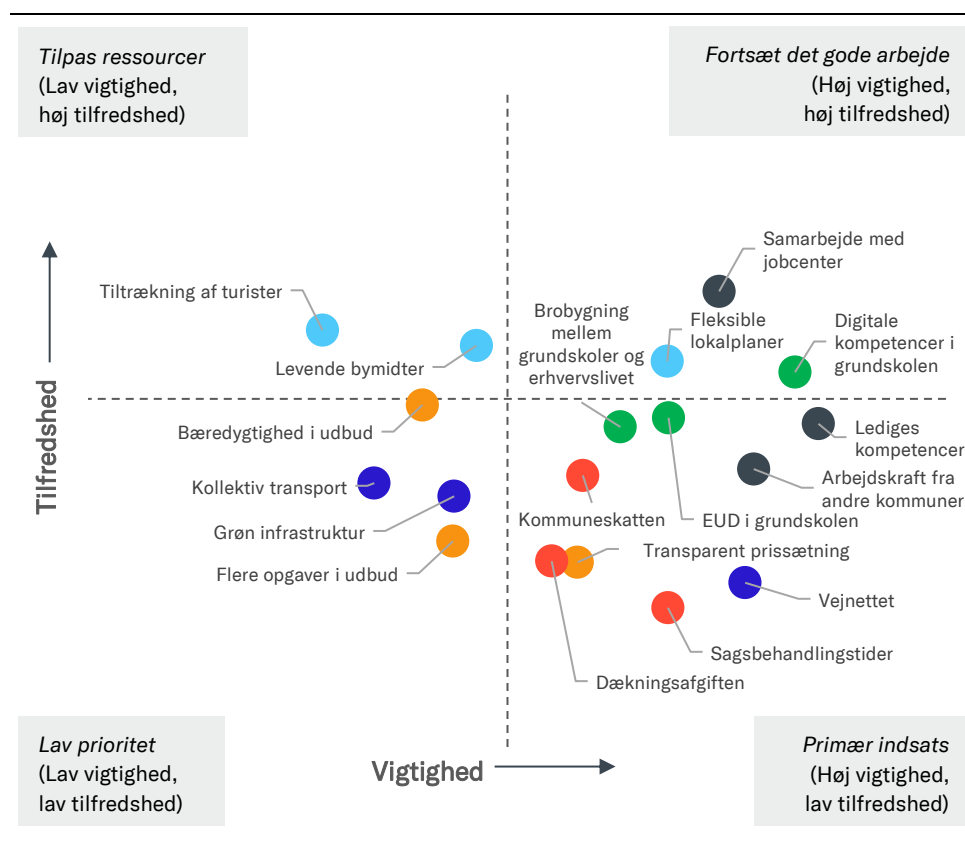 Tilpas ressourcer
(Lav vigtighed,
høj tilfredshed)
Fortsæt det gode arbejde
(Høj vigtighed,
høj tilfredshed)
Samarbejde med
jobcenter
Tiltrækning af turister
Brobygning
mellem
grundskoler og
erhvervslivet
Fleksible
lokalplaner
Digitale
kompetencer i
grundskolen
Levende bymidter
Tilfredshed
Bæredygtighed i udbud
Lediges
kompetencer
Kollektiv transport
Arbejdskraft fra
andre kommuner
Grøn infrastruktur
Kommuneskatten
EUD i grundskolen
Flere opgaver i udbud
Transparent prissætning
Vejnettet
Sagsbehandlingstider
Dækningsafgiften
Lav prioritet
(Lav vigtighed,
lav tilfredshed)
Vigtighed
Primær indsats
(Høj vigtighed,
lav tilfredshed)